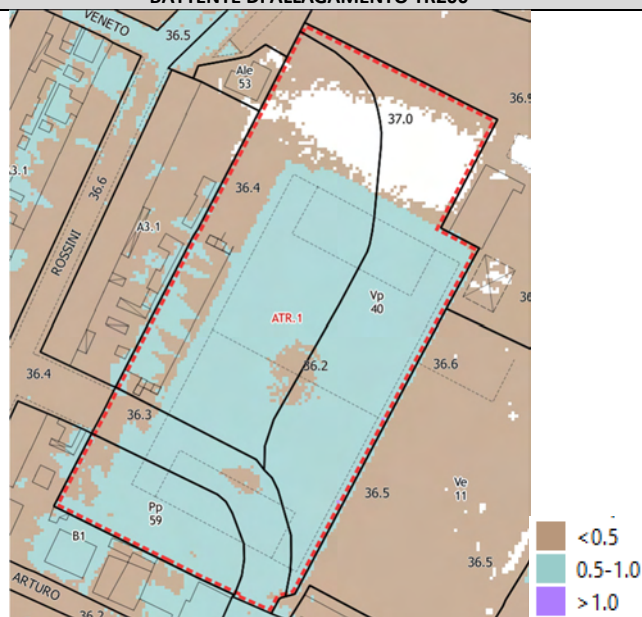 BATTENTE DI ALLAGAMENTO TR200
VENETO
36.5
Ale
53
37.0
36.9
3.1
36.6
36.4
A3.1
ROSSINI
Vp
40
ATR.1
36
36.2
36.6
36.4
36.3
36.5
Ve
11
Pp
59
B1
36.5
ARTURO
36.2
<0.5
0.5-1.0
>1.0